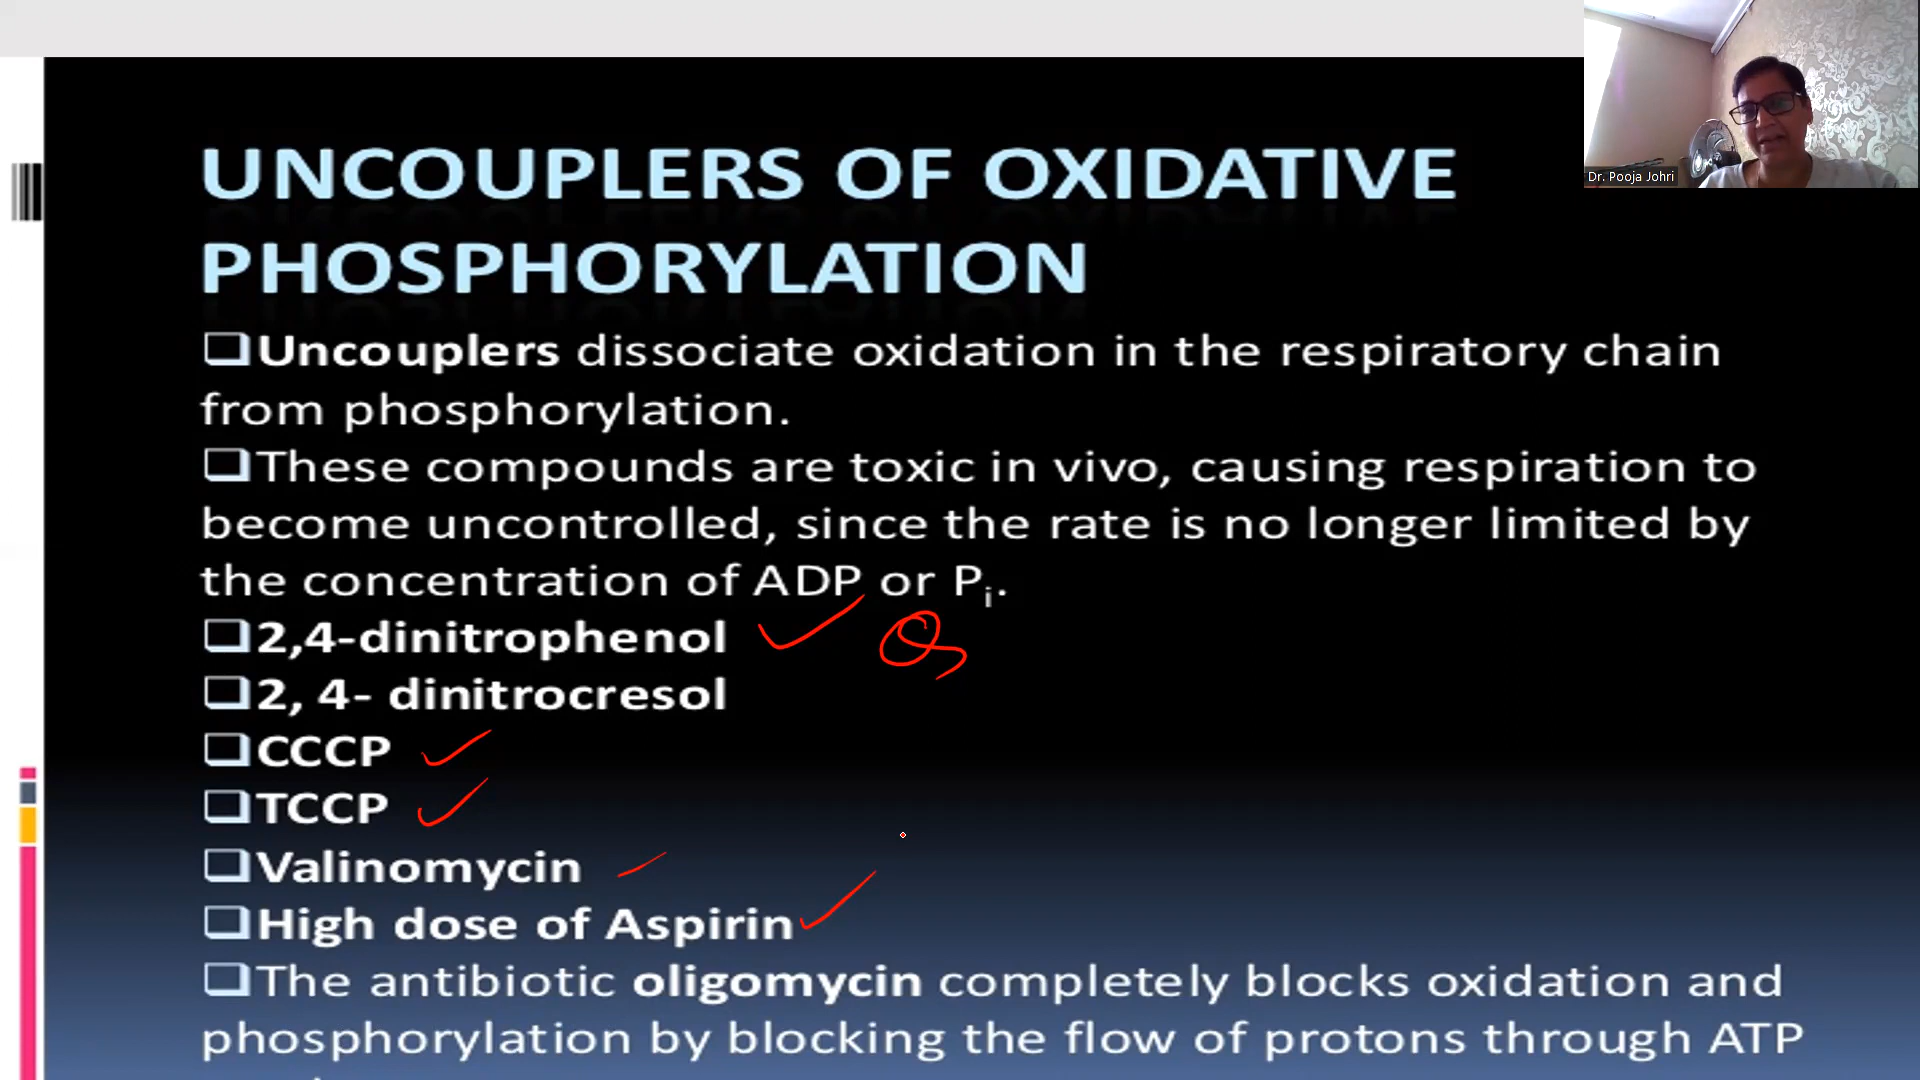 Dr. Pooja Johri
UNCOUPLERS OF OXIDATIVE
PHOSPHORYLATION
❑Uncouplers dissociate oxidation in the respiratory chain
from phosphorylation.
❑These compounds are toxic in vivo, causing respiration to
become uncontrolled, since the rate is no longer limited by
the concentration of ADP or Pi.
❑2,4-dinitrophenol
❑2, 4- dinitrocresol
❑CCCP
❑TCCP
❑Valinomycin
❑High dose of Aspirin
❑The antibiotic oligomycin completely blocks oxidation and
phosphorylation by blocking the flow of protons through ATP